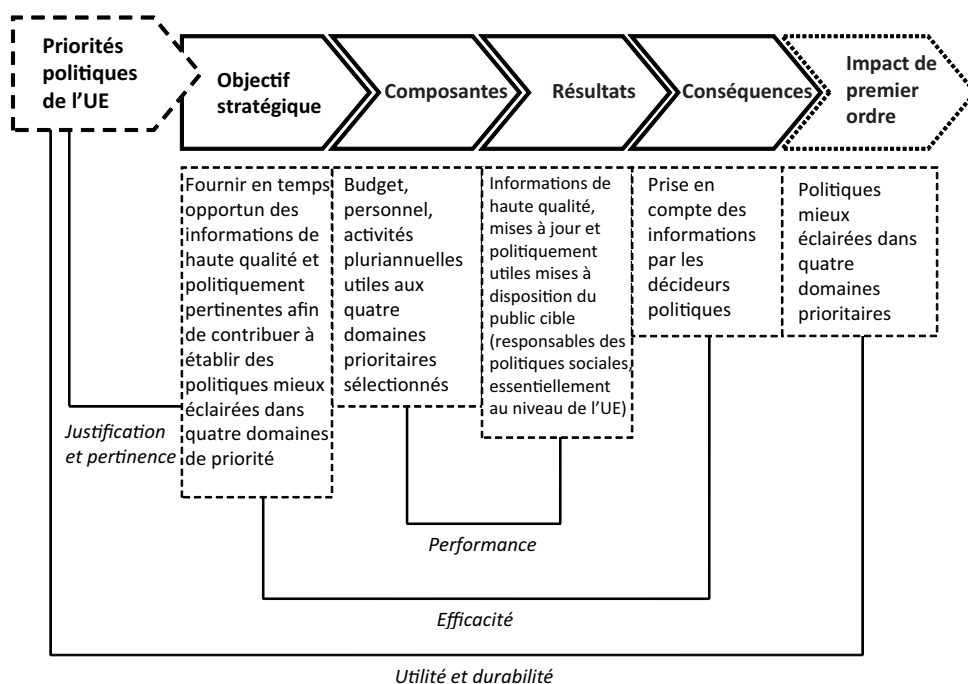 Priorités
politiques
de l’UE
Objectif
stratégique
Composantes
Résultats
Conséquences
Impact de
premier
ordre
Fournir en temps
opportun des
informations de
haute qualité et
politiquement
pertinentes afin
de contribuer à
établir des
politiques mieux
éclairées dans
quatre domaines
de priorité
Budget,
personnel,
activités
pluriannuelles
utiles aux
quatre
domaines
prioritaires
sélectionnés
Informations de
haute qualité,
mises à jour et
politiquement
utiles mises à
disposition du
public cible
(responsables des
politiques sociales,
essentiellement
au niveau de l’UE)
Prise en
compte des
informations
par les
décideurs
politiques
Politiques
mieux
éclairées dans
quatre
domaines
prioritaires
Justification
et pertinence
Performance
Efficacité
Utilité et durabilité